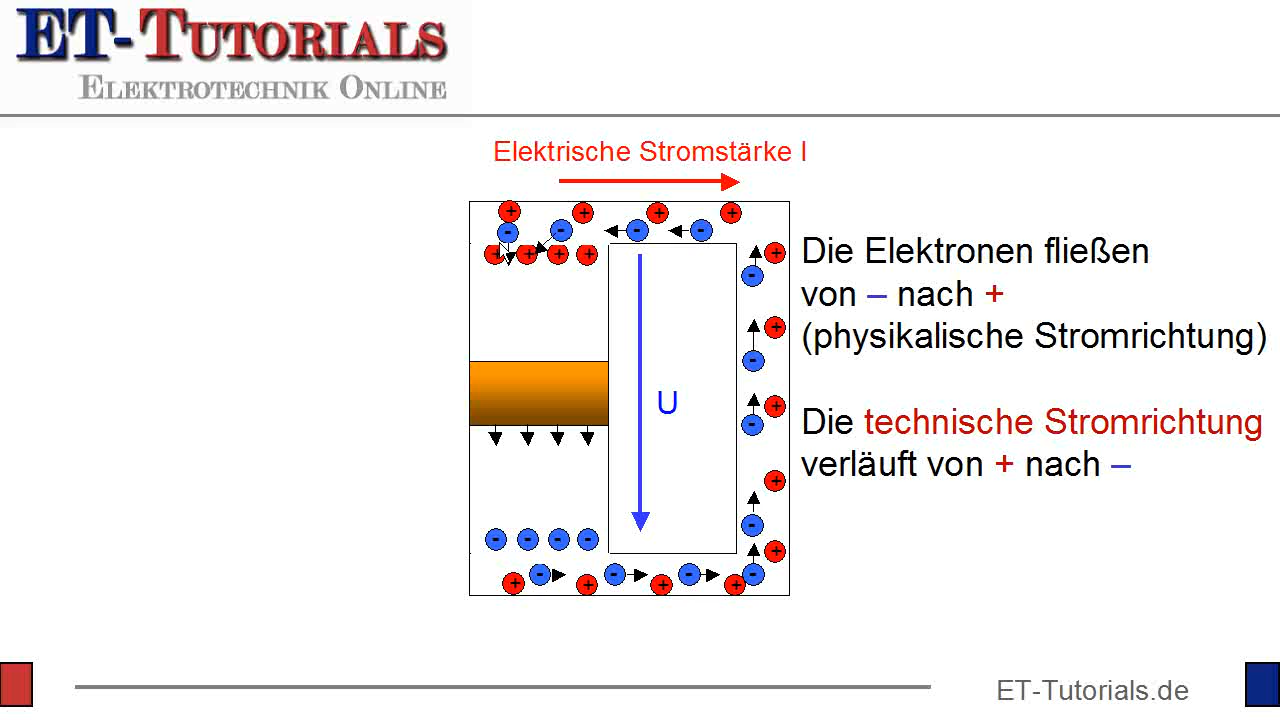 ET-TUTORIALS
ELEKTROTECHNIK ONLINE
Elektrische Stromstärke I
Die Elektronen fließen
von – nach +
(physikalische Stromrichtung)
U
Die technische Stromrichtung
verläuft von + nach –
ET-Tutorials.de